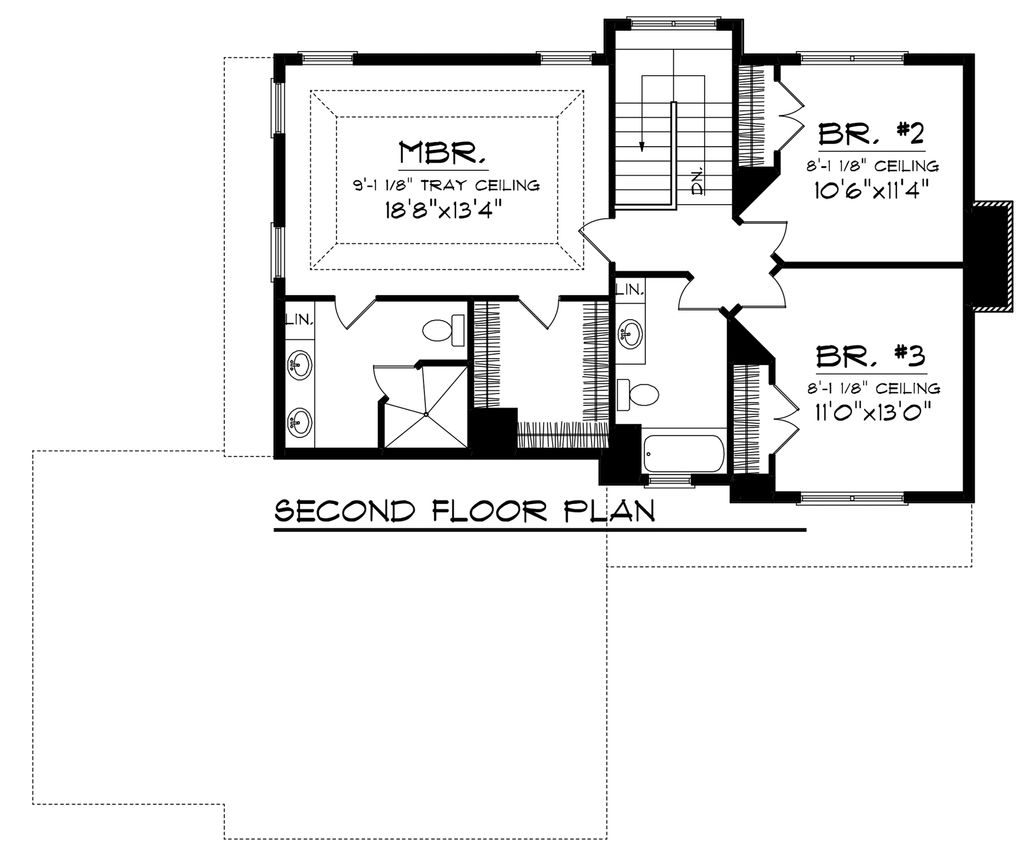 MBR.
9'-1 1/8" TRAY CEILING
18'8"x13'4"
DN.
BR. #2
8'-1 1/8" CEILING
10'6"x11'4"
LIN.
LIN.
BR. #3
8'-1 1/8" CEILING
11'0"x13'0"
SECOND FLOOR PLAN